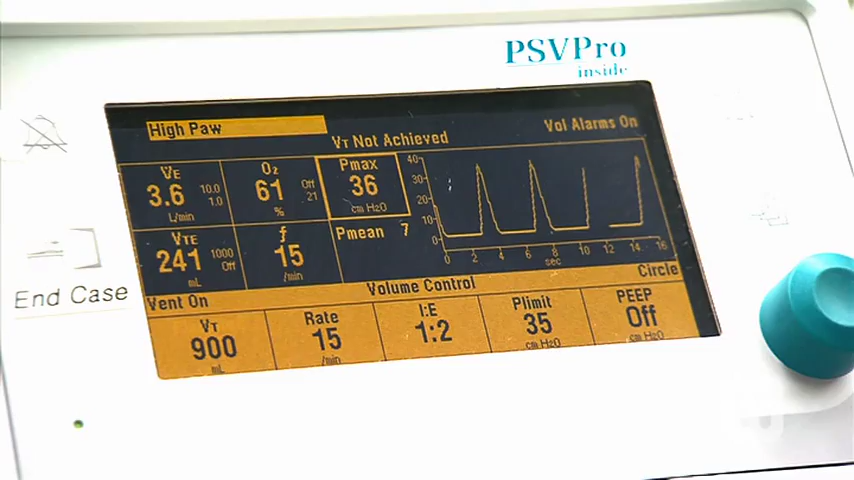 PSVPro
inside
High Paw
VT Not Achieved
Vol Alarms On
VE
3.6
10.0
1.0
L/min
O2
61
Off
21
%
Pmax
36
cm H2O
40
30
20
10
0
0 2 4 6 8 10 12 14 16
sec
VTE
241
1000
Off
mL
f
15
/min
Pmean 7
Vent On
Volume Control
Circle
VT
900
mL
Rate
15
/min
I:E
1:2
Plimit
35
cm H2O
PEEP
Off
cm H2O
End Case